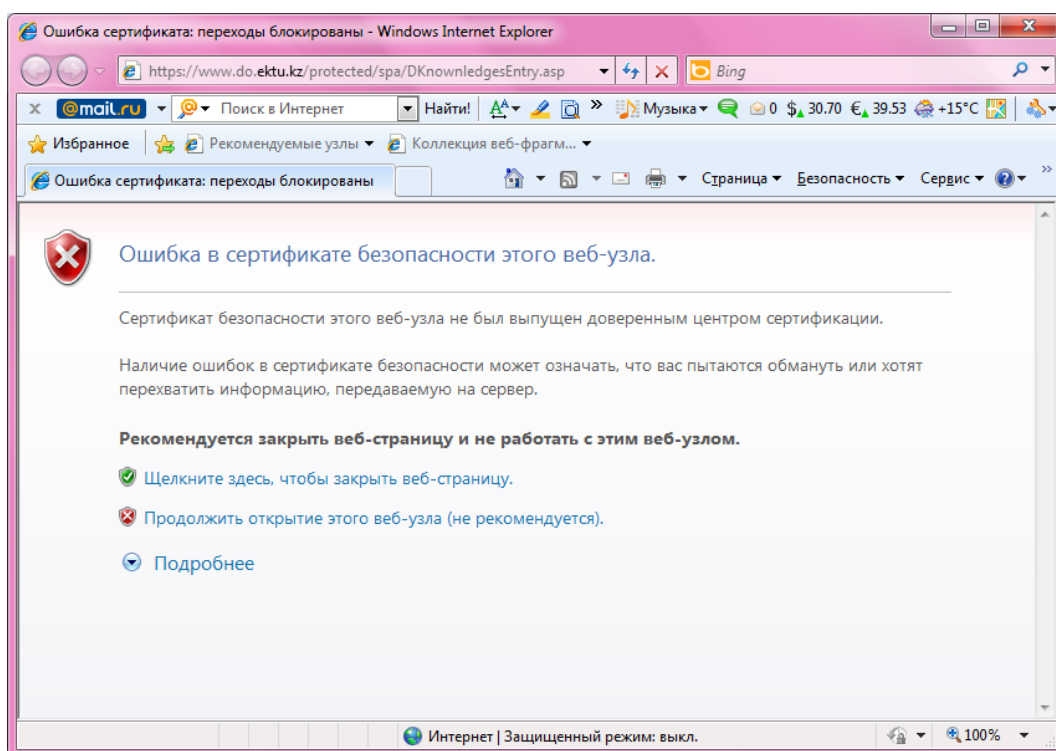 Ошибка сертификата: переходы блокированы - Windows Internet Explorer
https://www.do.ektu.kz/protected/spa/DKnownledgesEntry.asp Bing
@mail.ru Поиск в Интернет Найти! Музыка 0 $ 30.70 € 39.53 +15°C
Избранное Рекомендуемые узлы Коллекция веб-фрагм...
Ошибка сертификата: переходы блокированы Страница Безопасность Сервис
Ошибка в сертификате безопасности этого веб-узла.
Сертификат безопасности этого веб-узла не был выпущен доверенным центром сертификации.
Наличие ошибок в сертификате безопасности может означать, что вас пытаются обмануть или хотят
перехватить информацию, передаваемую на сервер.
Рекомендуется закрыть веб-страницу и не работать с этим веб-узлом.
Щелкните здесь, чтобы закрыть веб-страницу.
Продолжить открытие этого веб-узла (не рекомендуется).
Подробнее
Интернет | Защищенный режим: выкл. 100%